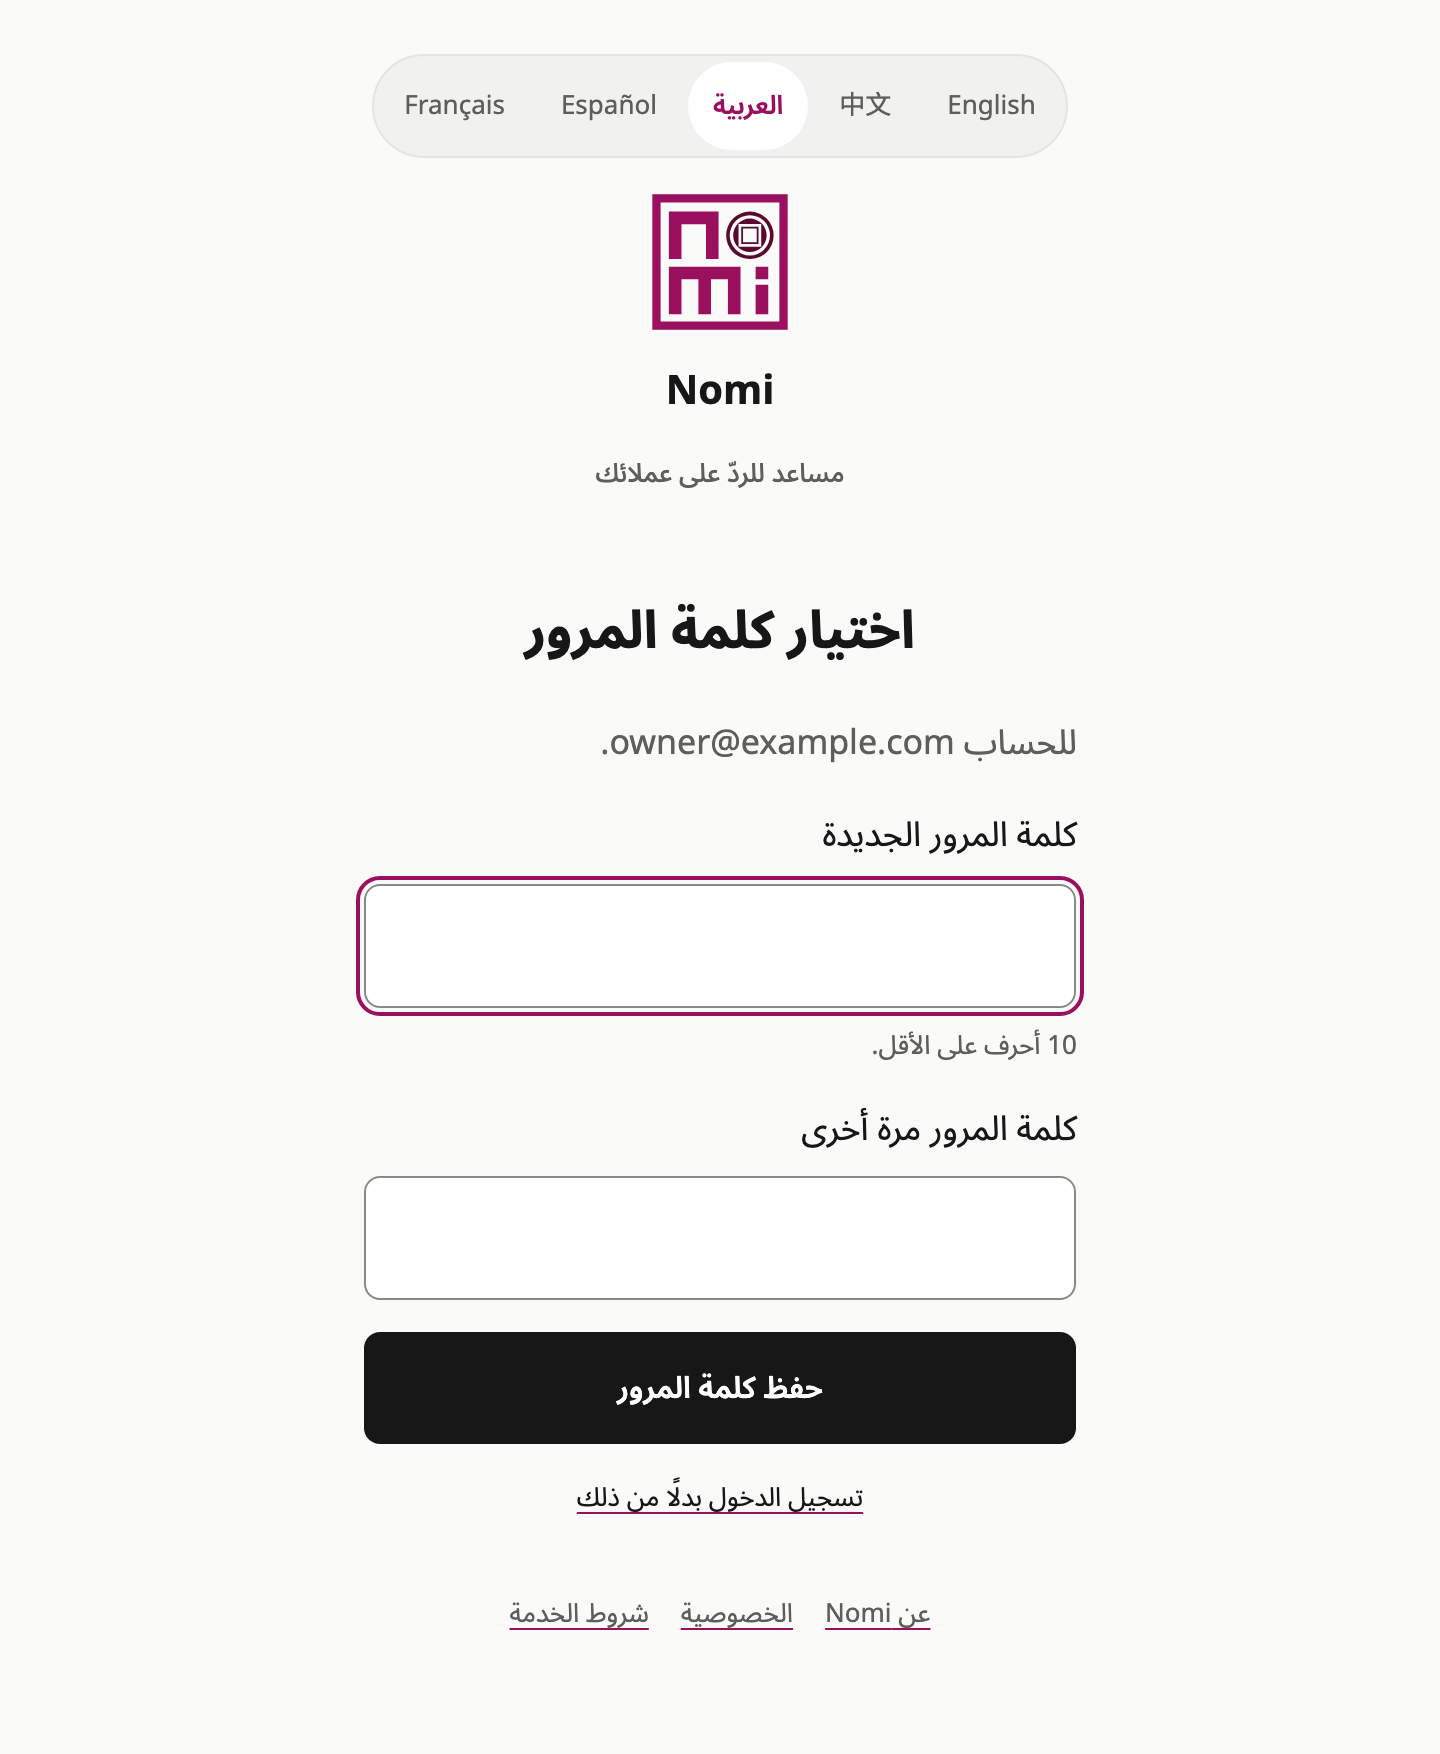 English 中文 العربية Español Français
nomi
Nomi
مساعد للردّ على عملائك
اختيار كلمة المرور
للحساب owner@example.com.
كلمة المرور الجديدة
10 أحرف على الأقل.
كلمة المرور مرة أخرى
حفظ كلمة المرور
تسجيل الدخول بدلًا من ذلك
عن Nomi الخصوصية شروط الخدمة